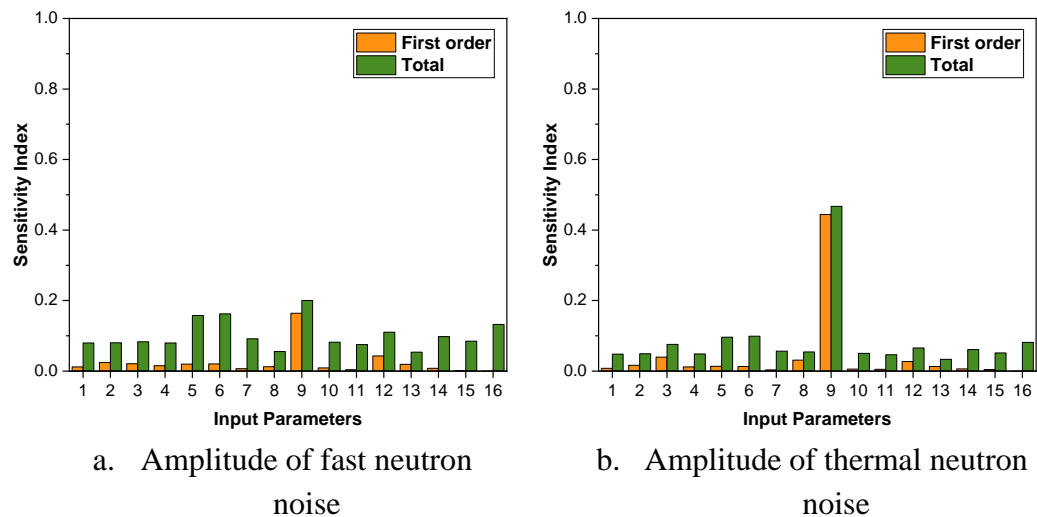 1.0
0.8
0.6
0.4
0.2
0.0
Sensitivity Index
First order
Total
1 2 3 4 5 6 7 8 9 10 11 12 13 14 15 16
Input Parameters
a. Amplitude of fast neutron
noise
1.0
0.8
0.6
0.4
0.2
0.0
Sensitivity Index
First order
Total
1 2 3 4 5 6 7 8 9 10 11 12 13 14 15 16
Input Parameters
b. Amplitude of thermal neutron
noise